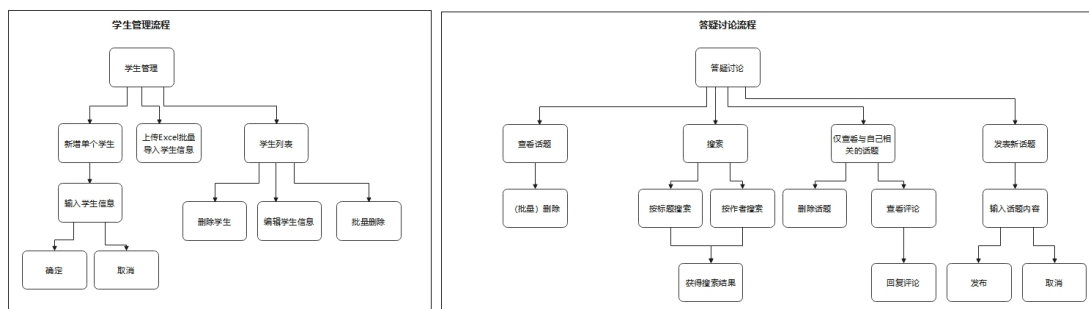 学生管理流程
学生管理
新增单个学生
上传Excel批量
导入学生信息
学生列表
输入学生信息
删除学生
编辑学生信息
批量删除
确定
取消
答疑讨论流程
答疑讨论
查看话题
搜索
仅查看与自己相
关的话题
发表新话题
（批量）删除
按标题搜索
按作者搜索
删除话题
查看评论
输入话题内容
获得搜索结果
回复评论
发布
取消